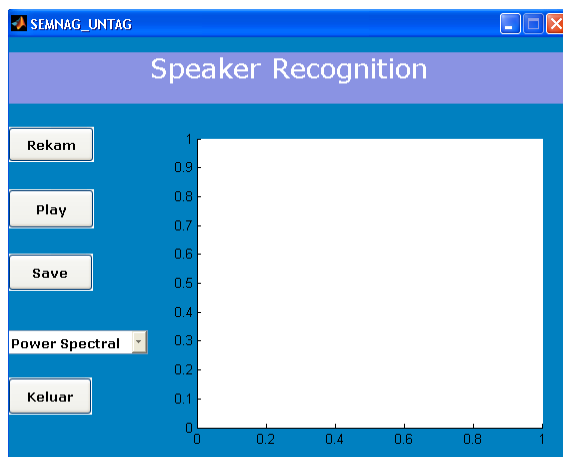 SEMNAG_UNTAG
Speaker Recognition
Rekam
Play
Save
Power Spectral
Keluar
1
0.9
0.8
0.7
0.6
0.5
0.4
0.3
0.2
0.1
0
0 0.2 0.4 0.6 0.8 1